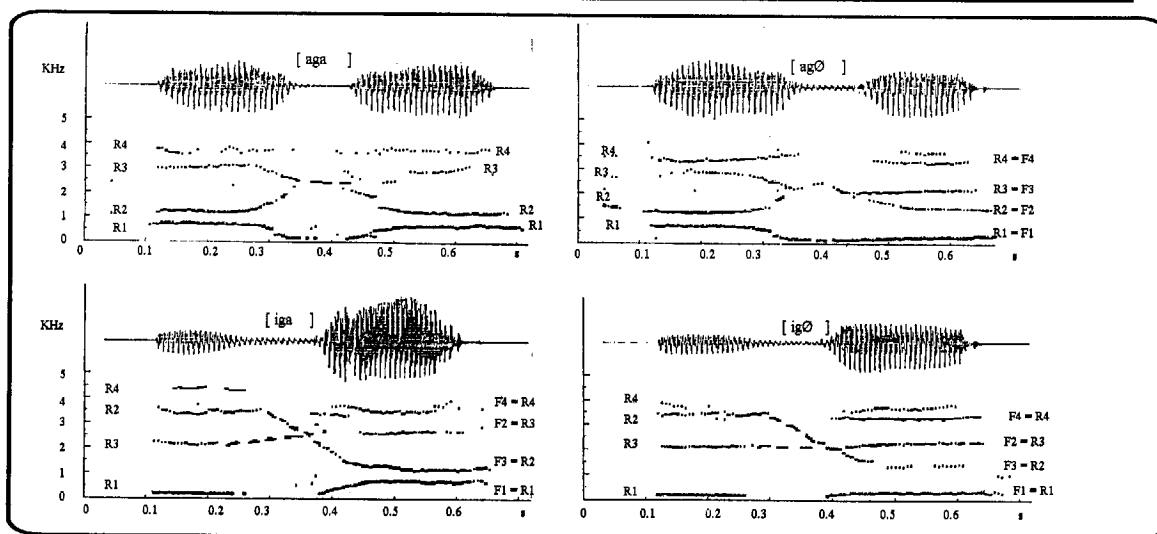 [ aga ]
KHz
5
4
3
2
1
0
R4
R3
R2
R1
R4
R3
R2
R1
0.1 0.2 0.3 0.4 0.5 0.6 s
[ agØ ]
R4
R3
R2
R1
R4 = F4
R3 = F3
R2 = F2
R1 = F1
0.1 0.2 0.3 0.4 0.5 0.6 s
[ iga ]
KHz
5
4
3
2
1
0
R4
R2
R3
R1
F4 = R4
F2 = R3
F3 = R2
F1 = R1
0.1 0.2 0.3 0.4 0.5 0.6 s
[ igØ ]
R4
R2
R3
R1
F4 = R4
F2 = R3
F3 = R2
F1 = R1
0.1 0.2 0.3 0.4 0.5 0.6 s